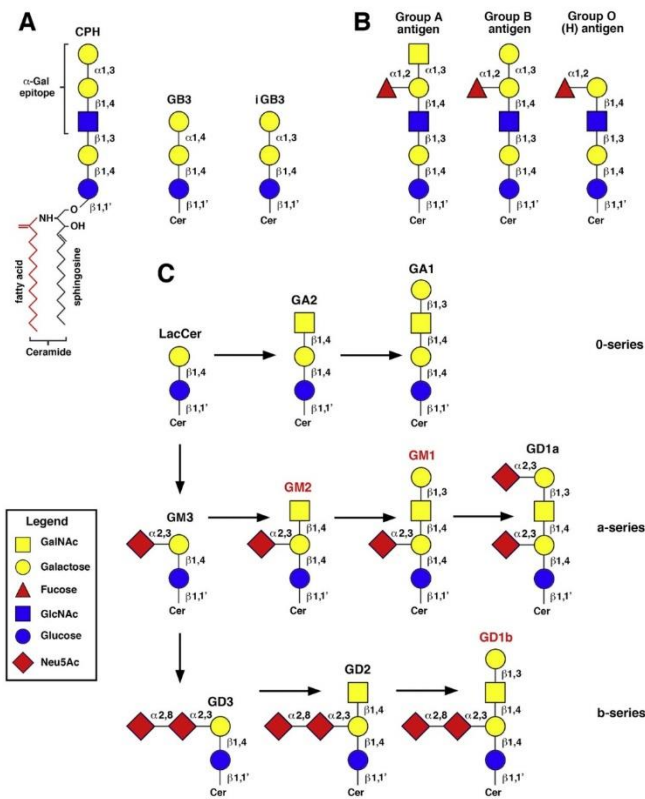 A
CPH
α1,3
α-Gal
epitope
β1,4
β1,3
β1,4
O
β1,1'
NH
OH
fatty acid
sphingosine
Ceramide
GB3
α1,4
β1,4
β1,1'
Cer
iGB3
α1,3
β1,4
β1,1'
Cer
B
Group A
antigen
α1,2
α1,3
β1,4
β1,3
β1,4
β1,1'
Cer
Group B
antigen
α1,2
α1,3
β1,4
β1,3
β1,4
β1,1'
Cer
Group O
(H) antigen
α1,2
β1,4
β1,3
β1,4
β1,1'
Cer
C
LacCer
β1,4
β1,1'
Cer
GA2
β1,4
β1,4
β1,1'
Cer
GA1
β1,3
β1,4
β1,4
β1,1'
Cer
0-series
GM3
α2,3
β1,4
β1,1'
Cer
GM2
β1,4
α2,3
β1,4
β1,1'
Cer
GM1
β1,3
β1,4
α2,3
β1,4
β1,1'
Cer
GD1a
α2,3
β1,3
β1,4
α2,3
β1,4
β1,1'
Cer
a-series
GD3
α2,8
α2,3
β1,4
β1,1'
Cer
GD2
β1,4
α2,8
α2,3
β1,4
β1,1'
Cer
GD1b
β1,3
β1,4
α2,8
α2,3
β1,4
β1,1'
Cer
b-series
Legend
GalNAc
Galactose
Fucose
GlcNAc
Glucose
Neu5Ac